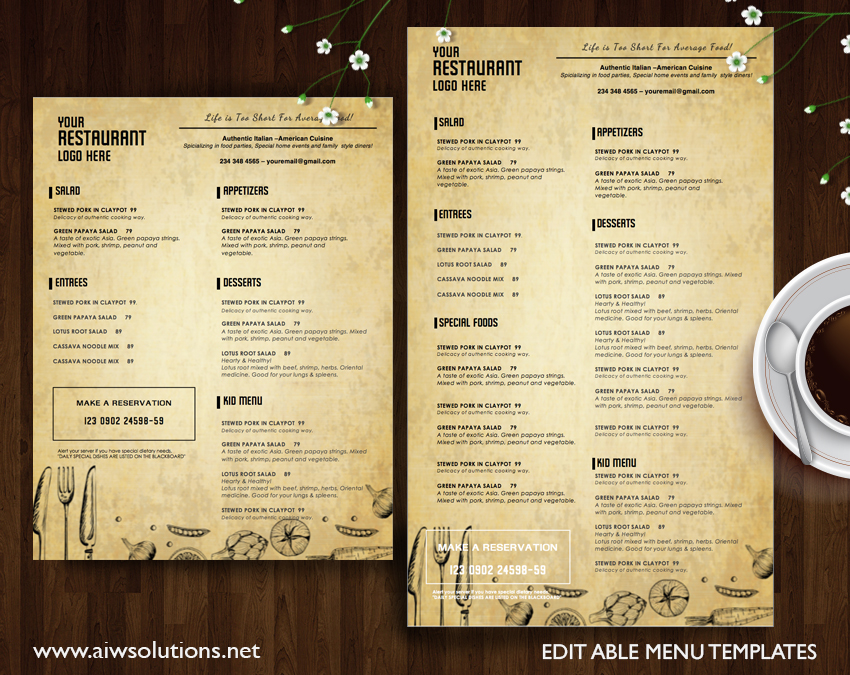 YOUR
RESTAURANT
LOGO HERE
Life is Too Short For Average Food!
Authentic Italian –American Cuisine
Spicializing in food parties, Special home events and family style diners!
234 348 4565 – youremail@gmail.com
SALAD
STEWED PORK IN CLAYPOT 99
Delicacy of authentic cooking way.
GREEN PAPAYA SALAD 79
A taste of exotic Asia. Green papaya strings.
Mixed with pork, shrimp, peanut and
vegetable.
ENTREES
STEWED PORK IN CLAYPOT 99
GREEN PAPAYA SALAD 79
LOTUS ROOT SALAD 89
CASSAVA NOODLE MIX 89
CASSAVA NOODLE MIX 89
MAKE A RESERVATION
123 0902 24598-59
Alert your server if you have special dietary needs.
"DAILY SPECIAL DISHES ARE LISTED ON THE BLACKBOARD"
APPETIZERS
STEWED PORK IN CLAYPOT 99
Delicacy of authentic cooking way.
GREEN PAPAYA SALAD 79
A taste of exotic Asia. Green papaya strings.
Mixed with pork, shrimp, peanut and
vegetable.
DESSERTS
STEWED PORK IN CLAYPOT 99
Delicacy of authentic cooking way.
GREEN PAPAYA SALAD 79
A taste of exotic Asia. Green papaya strings. Mixed
with pork, shrimp, peanut and vegetable.
LOTUS ROOT SALAD 89
Hearty & Healthy!
Lotus root mixed with beef, shrimp, herbs, Oriental
medicine. Good for your lungs & spleens.
KID MENU
STEWED PORK IN CLAYPOT 99
Delicacy of authentic cooking way.
GREEN PAPAYA SALAD 79
A taste of exotic Asia. Green papaya strings. Mixed
with pork, shrimp, peanut and vegetable.
LOTUS ROOT SALAD 89
Hearty & Healthy!
Lotus root mixed with beef, shrimp, herbs, Oriental
medicine. Good for your lungs & spleens.
STEWED PORK IN CLAYPOT 99
Delicacy of authentic cooking way.
YOUR
RESTAURANT
LOGO HERE
Life is Too Short For Average Food!
Authentic Italian –American Cuisine
Spicializing in food parties, Special home events and family style diners!
234 348 4565 – youremail@gmail.com
SALAD
STEWED PORK IN CLAYPOT 99
Delicacy of authentic cooking way.
GREEN PAPAYA SALAD 79
A taste of exotic Asia. Green papaya strings.
Mixed with pork, shrimp, peanut and
vegetable.
ENTREES
STEWED PORK IN CLAYPOT 99
GREEN PAPAYA SALAD 79
LOTUS ROOT SALAD 89
CASSAVA NOODLE MIX 89
CASSAVA NOODLE MIX 89
SPECIAL FOODS
STEWED PORK IN CLAYPOT 99
Delicacy of authentic cooking way.
GREEN PAPAYA SALAD 79
A taste of exotic Asia. Green papaya strings.
Mixed with pork, shrimp, peanut and vegetable.
STEWED PORK IN CLAYPOT 99
Delicacy of authentic cooking way.
GREEN PAPAYA SALAD 79
A taste of exotic Asia. Green papaya strings.
Mixed with pork, shrimp, peanut and vegetable.
STEWED PORK IN CLAYPOT 99
Delicacy of authentic cooking way.
GREEN PAPAYA SALAD 79
A taste of exotic Asia. Green papaya strings.
Mixed with pork, shrimp, peanut and vegetable.
MAKE A RESERVATION
123 0902 24598-59
Alert your server if you have special dietary needs.
"DAILY SPECIAL DISHES ARE LISTED ON THE BLACKBOARD"
APPETIZERS
STEWED PORK IN CLAYPOT 99
Delicacy of authentic cooking way.
GREEN PAPAYA SALAD 79
A taste of exotic Asia. Green papaya strings.
Mixed with pork, shrimp, peanut and
vegetable.
DESSERTS
STEWED PORK IN CLAYPOT 99
Delicacy of authentic cooking way.
GREEN PAPAYA SALAD 79
A taste of exotic Asia. Green papaya strings. Mixed
with pork, shrimp, peanut and vegetable.
LOTUS ROOT SALAD 89
Hearty & Healthy!
Lotus root mixed with beef, shrimp, herbs, Oriental
medicine. Good for your lungs & spleens.
LOTUS ROOT SALAD 89
Hearty & Healthy!
Lotus root mixed with beef, shrimp, herbs, Oriental
medicine. Good for your lungs & spleens.
STEWED PORK IN CLAYPOT 99
Delicacy of authentic cooking way.
GREEN PAPAYA SALAD 79
A taste of exotic Asia. Green papaya strings. Mixed
with pork, shrimp, peanut and vegetable.
STEWED PORK IN CLAYPOT 99
Delicacy of authentic cooking way.
KID MENU
STEWED PORK IN CLAYPOT 99
Delicacy of authentic cooking way.
GREEN PAPAYA SALAD 79
A taste of exotic Asia. Green papaya strings. Mixed
with pork, shrimp, peanut and vegetable.
LOTUS ROOT SALAD 89
Hearty & Healthy!
Lotus root mixed with beef, shrimp, herbs, Oriental
medicine. Good for your lungs & spleens.
STEWED PORK IN CLAYPOT 99
Delicacy of authentic cooking way.
www.aiwsolutions.net
EDIT ABLE MENU TEMPLATES